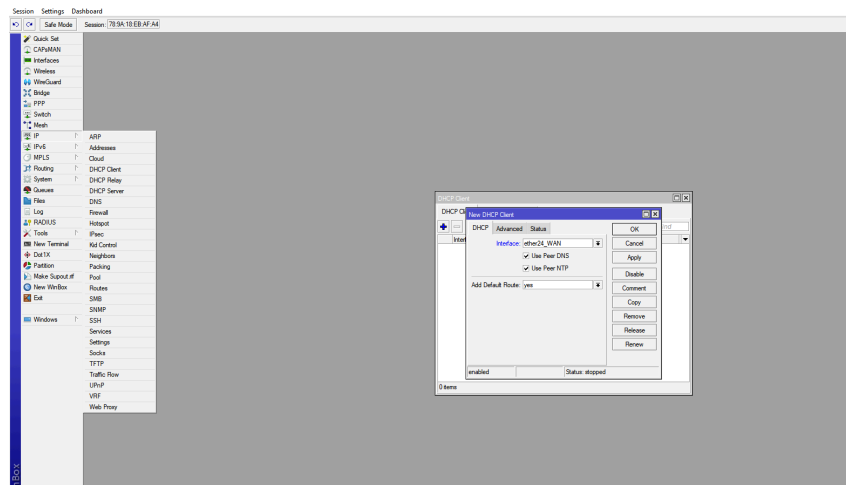 Session Settings Dashboard
Safe Mode Session: 78:9A:18:EB:AF:A4
Quick Set
CAPsMAN
Interfaces
Wireless
WireGuard
Bridge
PPP
Switch
Mesh
IP
IPv6
MPLS
Routing
System
Queues
Files
Log
RADIUS
Tools
New Terminal
Dot1X
Partition
Make Supout.rif
New WinBox
Exit
Windows
ARP
Addresses
Cloud
DHCP Client
DHCP Relay
DHCP Server
DNS
Firewall
Hotspot
IPsec
Kid Control
Neighbors
Packing
Pool
Routes
SMB
SNMP
SSH
Services
Settings
Socks
TFTP
Traffic Flow
UPnP
VRF
Web Proxy
DHCP Client
New DHCP Client
DHCP Advanced Status
Interface: ether24_WAN
Use Peer DNS
Use Peer NTP
Add Default Route: yes
OK
Cancel
Apply
Disable
Comment
Copy
Remove
Release
Renew
enabled Status: stopped
0 items